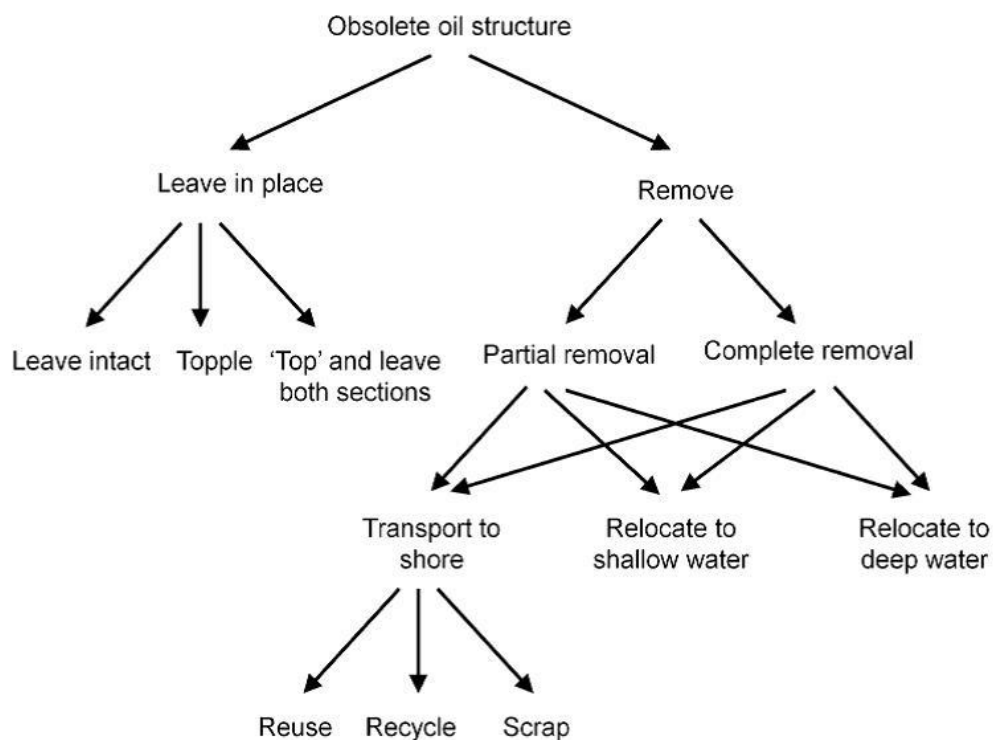 Obsolete oil structure
Leave in place
Remove
Leave intact
Topple
‘Top’ and leave
both sections
Partial removal
Complete removal
Transport to
shore
Relocate to
shallow water
Relocate to
deep water
Reuse
Recycle
Scrap